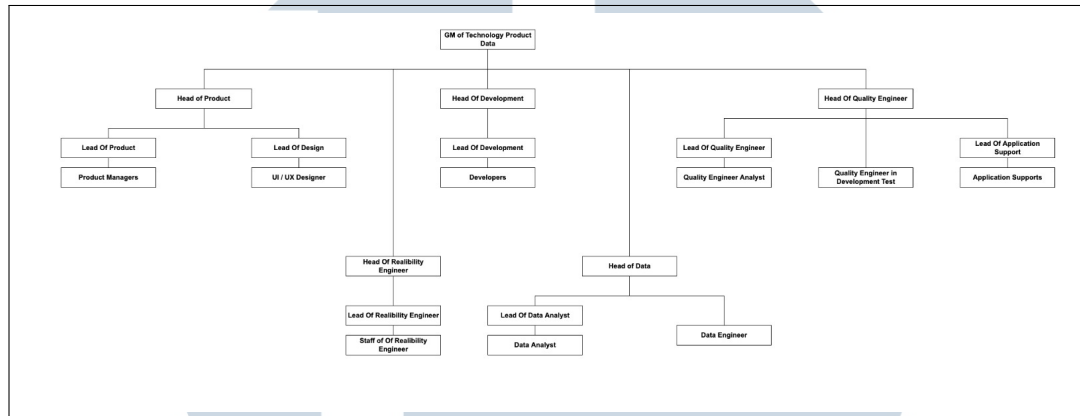 GM of Technology Product
Data
Head of Product
Head Of Development
Head Of Quality Engineer
Lead Of Product
Lead Of Design
Lead Of Development
Lead Of Quality Engineer
Lead Of Application
Support
Product Managers
UI / UX Designer
Developers
Quality Engineer Analyst
Quality Engineer in
Development Test
Application Supports
Head Of Realibility
Engineer
Head of Data
Lead Of Realibility Engineer
Lead Of Data Analyst
Staff of Of Realibility
Engineer
Data Analyst
Data Engineer